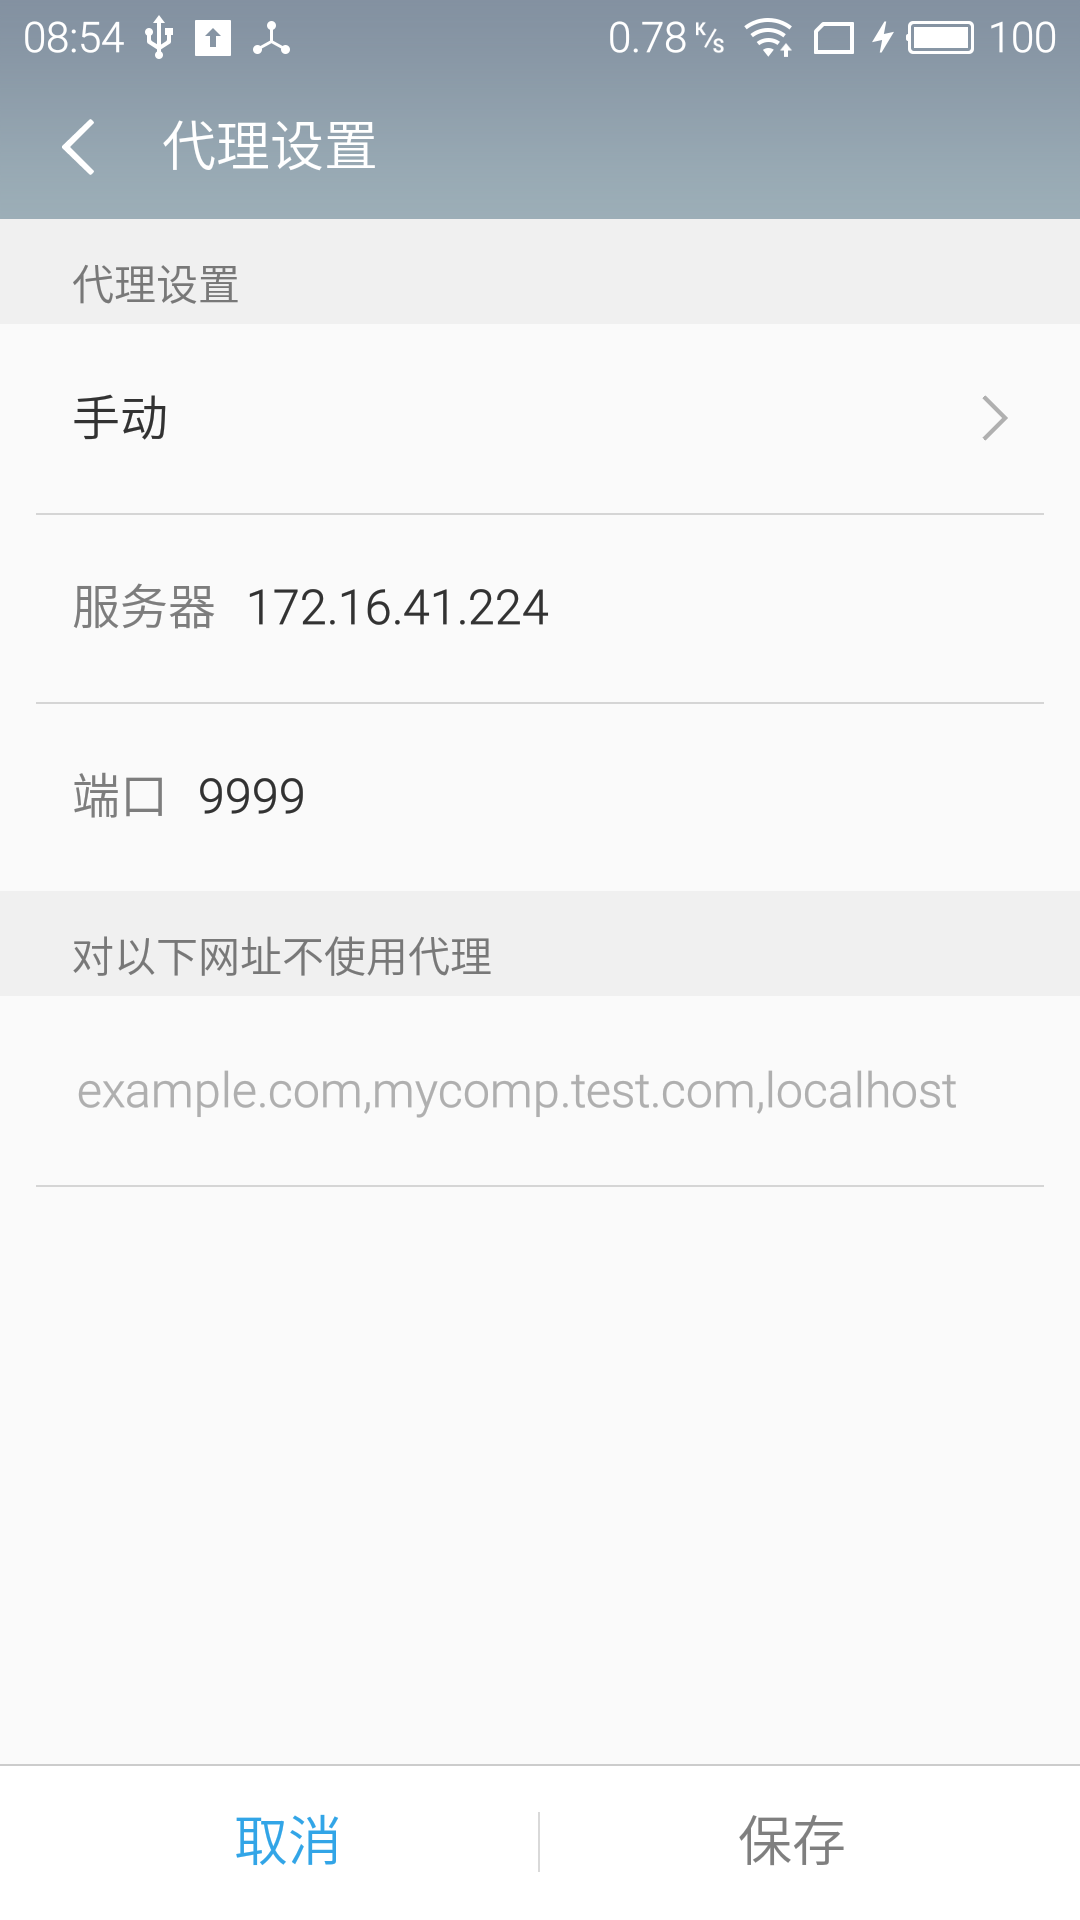 08:54 0.78 K/s 100
代理设置
代理设置
手动
服务器 172.16.41.224
端口 9999
对以下网址不使用代理
example.com,mycomp.test.com,localhost
取消 保存